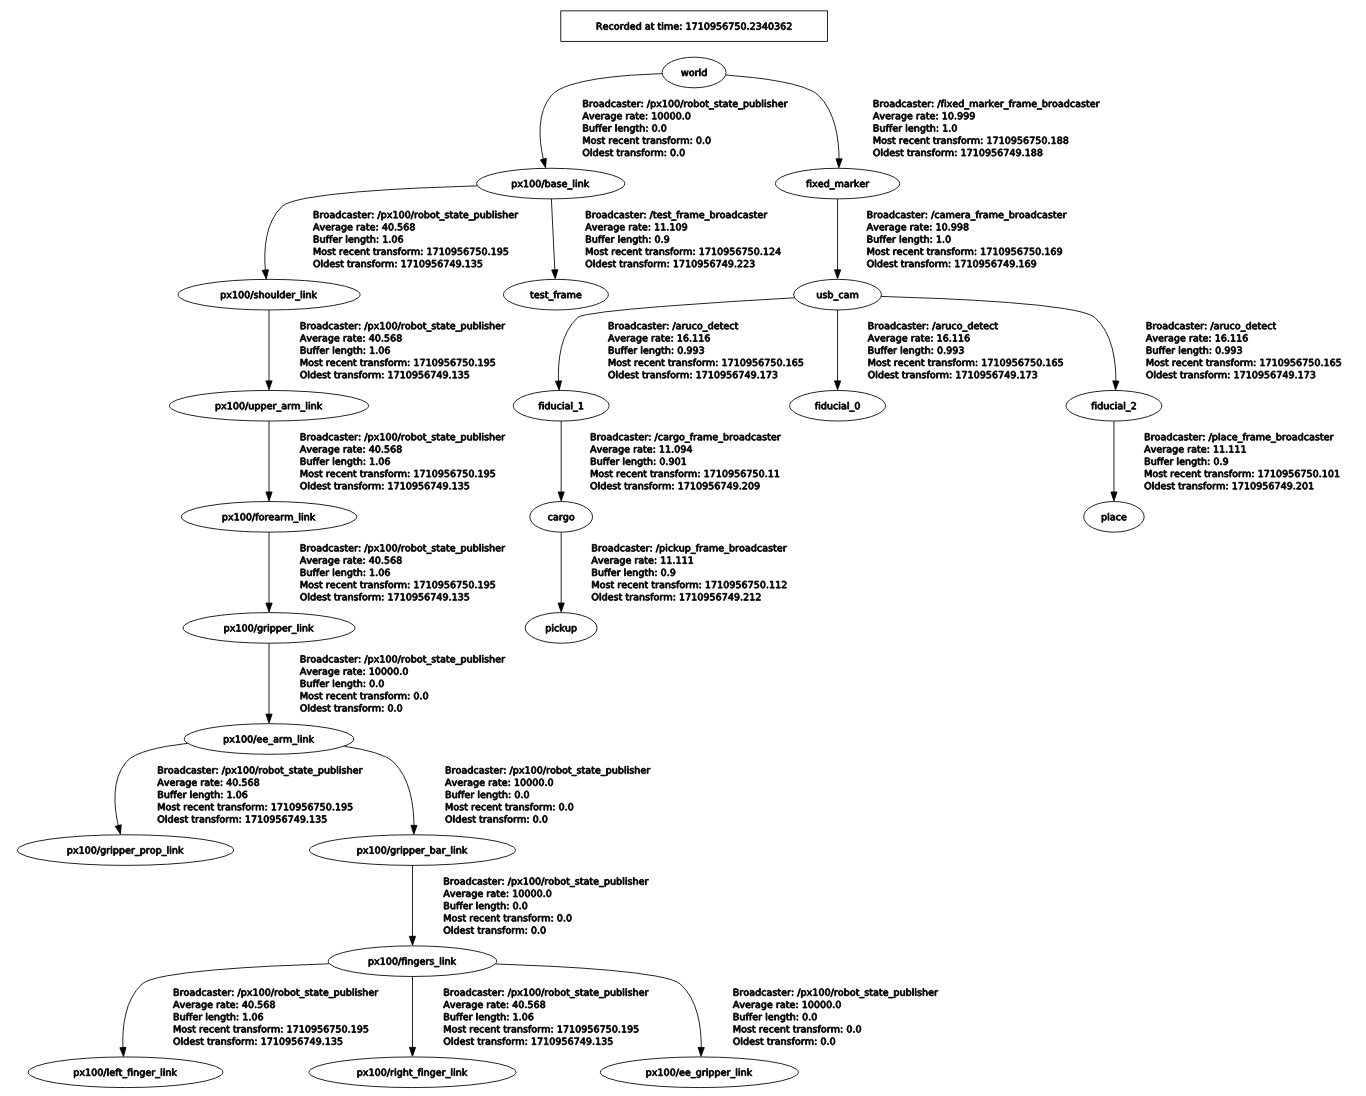 Recorded at time: 1710956750.2340362
world
Broadcaster: /px100/robot_state_publisher
Average rate: 10000.0
Buffer length: 0.0
Most recent transform: 0.0
Oldest transform: 0.0
Broadcaster: /fixed_marker_frame_broadcaster
Average rate: 10.999
Buffer length: 1.0
Most recent transform: 1710956750.188
Oldest transform: 1710956749.188
px100/base_link
fixed_marker
Broadcaster: /px100/robot_state_publisher
Average rate: 40.568
Buffer length: 1.06
Most recent transform: 1710956750.195
Oldest transform: 1710956749.135
Broadcaster: /test_frame_broadcaster
Average rate: 11.109
Buffer length: 0.9
Most recent transform: 1710956750.124
Oldest transform: 1710956749.223
Broadcaster: /camera_frame_broadcaster
Average rate: 10.998
Buffer length: 1.0
Most recent transform: 1710956750.169
Oldest transform: 1710956749.169
px100/shoulder_link
test_frame
usb_cam
Broadcaster: /px100/robot_state_publisher
Average rate: 40.568
Buffer length: 1.06
Most recent transform: 1710956750.195
Oldest transform: 1710956749.135
Broadcaster: /aruco_detect
Average rate: 16.116
Buffer length: 0.993
Most recent transform: 1710956750.165
Oldest transform: 1710956749.173
Broadcaster: /aruco_detect
Average rate: 16.116
Buffer length: 0.993
Most recent transform: 1710956750.165
Oldest transform: 1710956749.173
Broadcaster: /aruco_detect
Average rate: 16.116
Buffer length: 0.993
Most recent transform: 1710956750.165
Oldest transform: 1710956749.173
px100/upper_arm_link
fiducial_1
fiducial_0
fiducial_2
Broadcaster: /px100/robot_state_publisher
Average rate: 40.568
Buffer length: 1.06
Most recent transform: 1710956750.195
Oldest transform: 1710956749.135
Broadcaster: /cargo_frame_broadcaster
Average rate: 11.094
Buffer length: 0.901
Most recent transform: 1710956750.11
Oldest transform: 1710956749.209
Broadcaster: /place_frame_broadcaster
Average rate: 11.111
Buffer length: 0.9
Most recent transform: 1710956750.101
Oldest transform: 1710956749.201
px100/forearm_link
cargo
place
Broadcaster: /px100/robot_state_publisher
Average rate: 40.568
Buffer length: 1.06
Most recent transform: 1710956750.195
Oldest transform: 1710956749.135
Broadcaster: /pickup_frame_broadcaster
Average rate: 11.111
Buffer length: 0.9
Most recent transform: 1710956750.112
Oldest transform: 1710956749.212
px100/gripper_link
pickup
Broadcaster: /px100/robot_state_publisher
Average rate: 10000.0
Buffer length: 0.0
Most recent transform: 0.0
Oldest transform: 0.0
px100/ee_arm_link
Broadcaster: /px100/robot_state_publisher
Average rate: 40.568
Buffer length: 1.06
Most recent transform: 1710956750.195
Oldest transform: 1710956749.135
Broadcaster: /px100/robot_state_publisher
Average rate: 10000.0
Buffer length: 0.0
Most recent transform: 0.0
Oldest transform: 0.0
px100/gripper_prop_link
px100/gripper_bar_link
Broadcaster: /px100/robot_state_publisher
Average rate: 10000.0
Buffer length: 0.0
Most recent transform: 0.0
Oldest transform: 0.0
px100/fingers_link
Broadcaster: /px100/robot_state_publisher
Average rate: 40.568
Buffer length: 1.06
Most recent transform: 1710956750.195
Oldest transform: 1710956749.135
Broadcaster: /px100/robot_state_publisher
Average rate: 40.568
Buffer length: 1.06
Most recent transform: 1710956750.195
Oldest transform: 1710956749.135
Broadcaster: /px100/robot_state_publisher
Average rate: 10000.0
Buffer length: 0.0
Most recent transform: 0.0
Oldest transform: 0.0
px100/left_finger_link
px100/right_finger_link
px100/ee_gripper_link